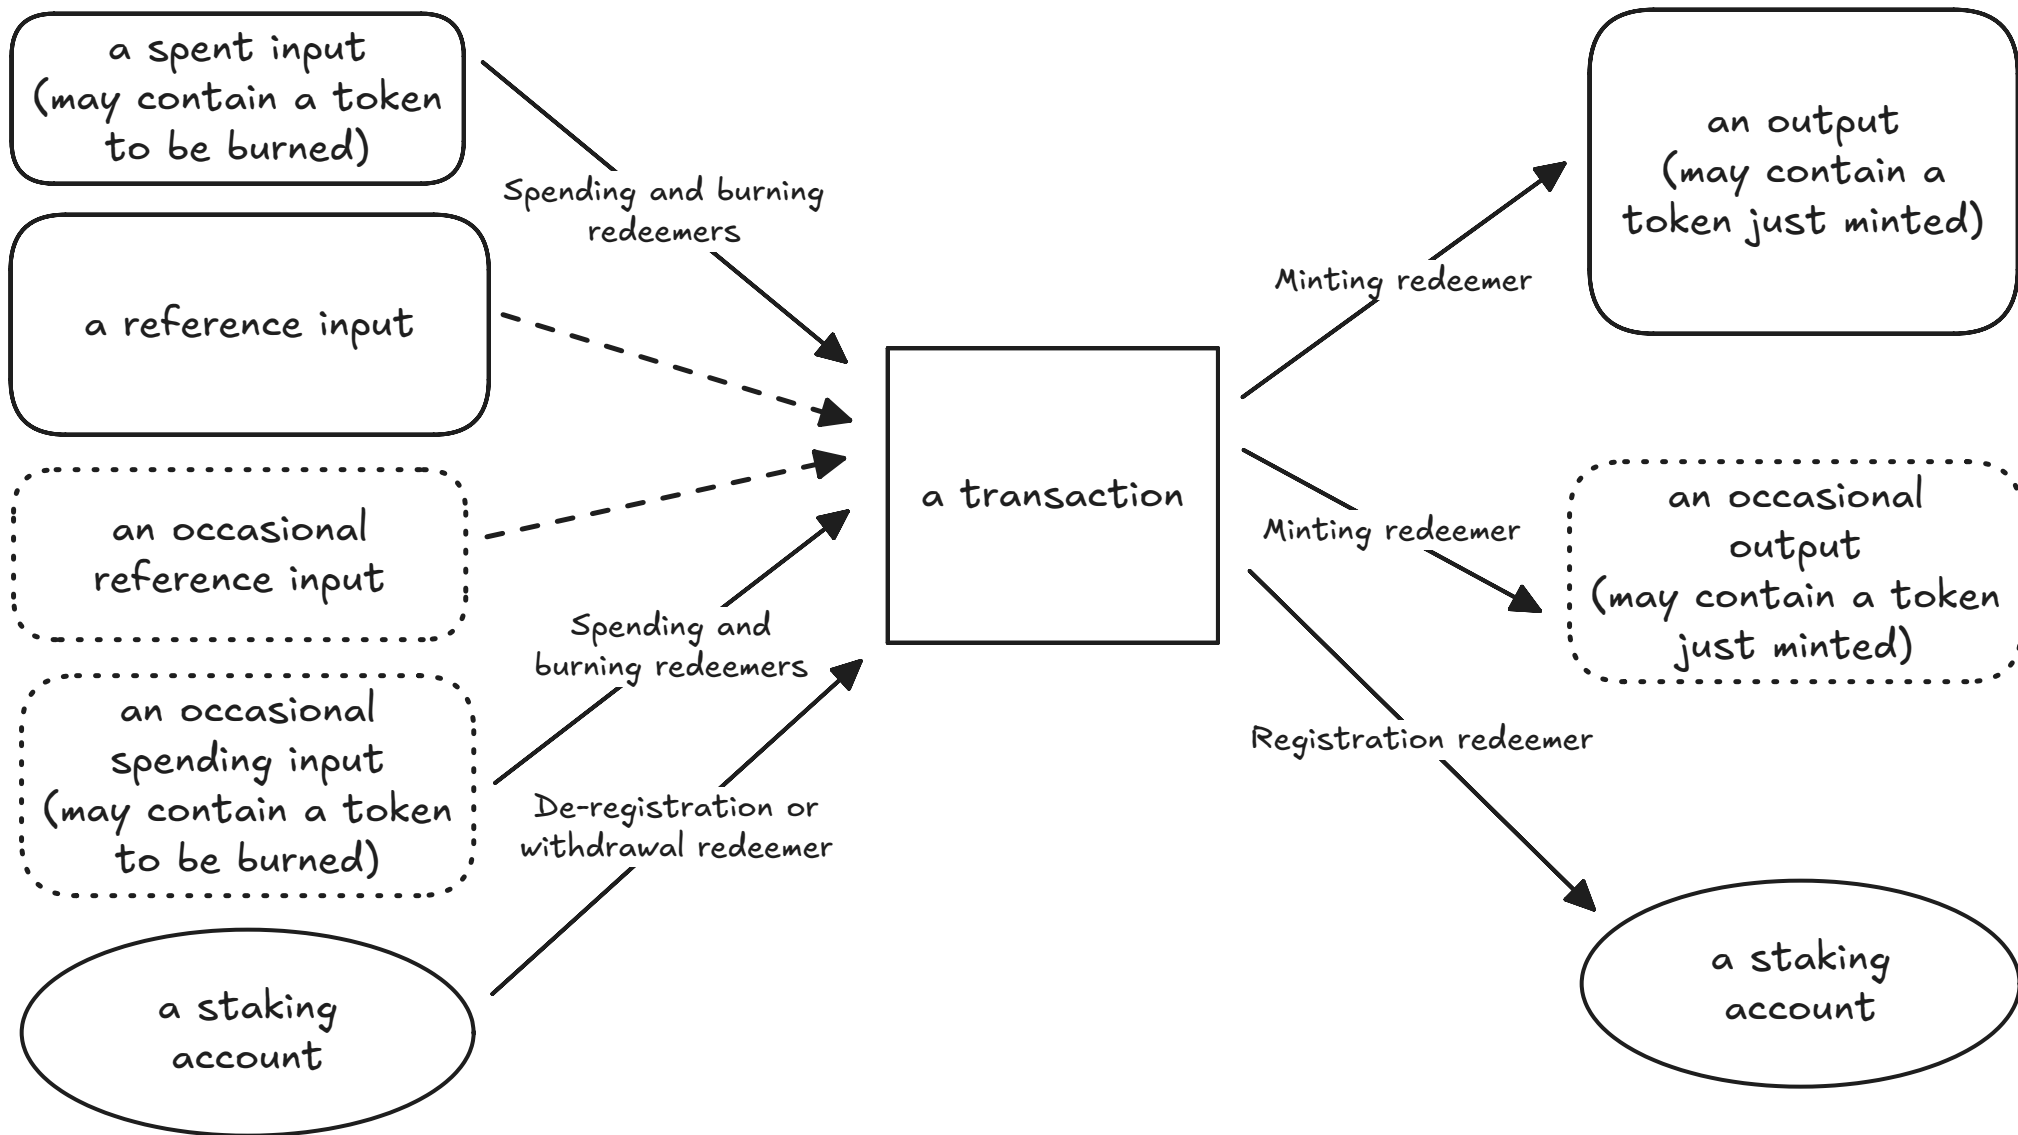 a spent input
(may contain a token
to be burned)
Spending and burning
redeemers
a reference input
an occasional
reference input
Spending and
burning redeemers
an occasional
spending input
(may contain a token
to be burned)
De-registration or
withdrawal redeemer
a staking
account
a transaction
Minting redeemer
an output
(may contain a
token just minted)
Minting redeemer
an occasional
output
(may contain a token
just minted)
Registration redeemer
a staking
account